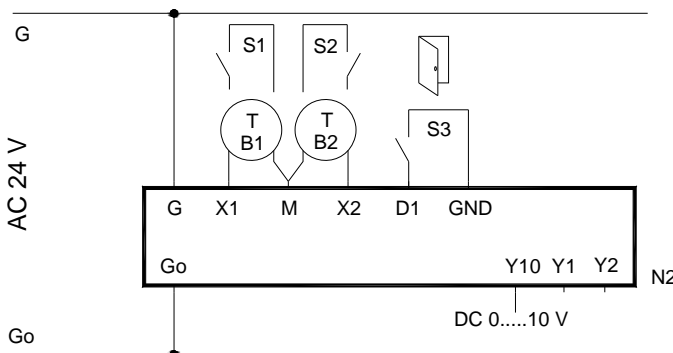 G
S1 S2
S3
T T
B1 B2
AC 24 V
G X1 M X2 D1 GND
Go Y10 Y1 Y2
N2
DC 0.....10 V
Go